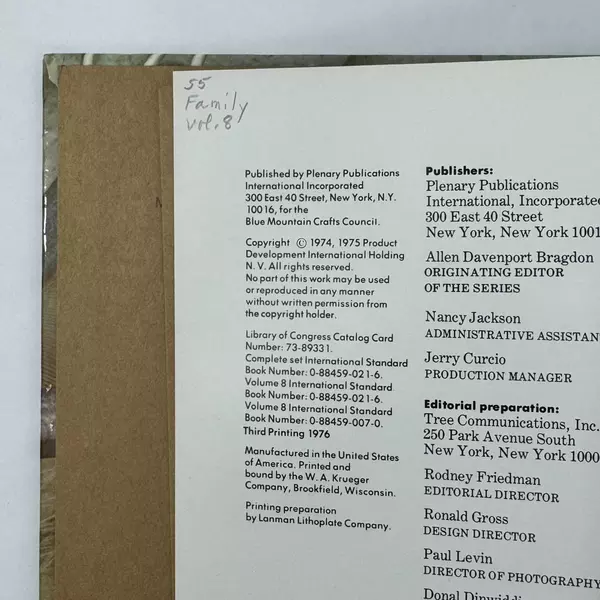 55
Family
vol. 8
Published by Plenary Publications
International Incorporated
300 East 40 Street, New York, N.Y.
10016, for the
Blue Mountain Crafts Council.
Copyright © 1974, 1975 Product
Development International Holding
N. V. All rights reserved.
No part of this work may be used
or reproduced in any manner
without written permission from
the copyright holder.
Library of Congress Catalog Card
Number: 73-89331.
Complete set International Standard
Book Number: 0-88459-021-6.
Volume 8 International Standard
Book Number: 0-88459-021-6.
Volume 8 International Standard
Book Number: 0-88459-007-0.
Third Printing 1976
Manufactured in the United States
of America. Printed and
bound by the W. A. Krueger
Company, Brookfield, Wisconsin.
Printing preparation
by Lanman Lithoplate Company.
Publishers:
Plenary Publications
International, Incorporate
300 East 40 Street
New York, New York 1001
Allen Davenport Bragdon
ORIGINATING EDITOR
OF THE SERIES
Nancy Jackson
ADMINISTRATIVE ASSISTAN
Jerry Curcio
PRODUCTION MANAGER
Editorial preparation:
Tree Communications, Inc.
250 Park Avenue South
New York, New York 1000
Rodney Friedman
EDITORIAL DIRECTOR
Ronald Gross
DESIGN DIRECTOR
Paul Levin
DIRECTOR OF PHOTOGRAPHY
Donal